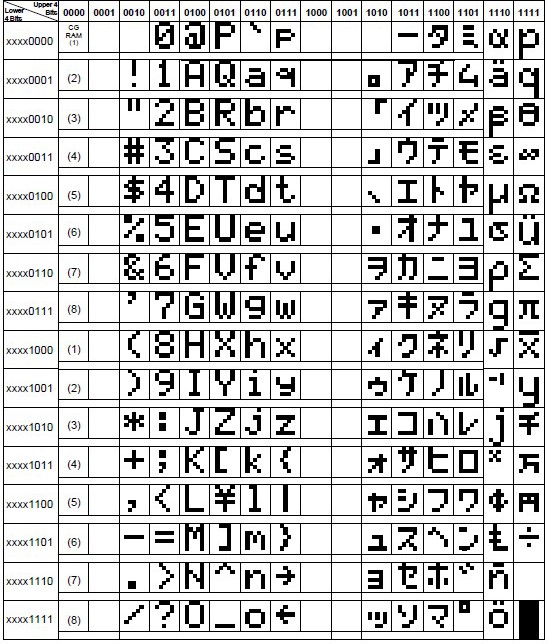 Lower 4 Bits Upper 4 Bits 0000 0001 0010 0011 0100 0101 0110 0111 1000 1001 1010 1011 1100 1101 1110 1111
xxxx0000 CG RAM (1) 0 @ P ` p ー タ ミ α p
xxxx0001 (2) ! 1 A Q a q 。 ア チ ム ä q
xxxx0010 (3) " 2 B R b r 「 イ ツ メ β θ
xxxx0011 (4) # 3 C S c s 」 ウ テ モ ε ∞
xxxx0100 (5) $ 4 D T d t 、 エ ト ヤ μ Ω
xxxx0101 (6) % 5 E U e u ・ オ ナ ユ σ ü
xxxx0110 (7) & 6 F V f v ヲ カ ニ ヨ ρ Σ
xxxx0111 (8) ' 7 G W g w ァ キ ヌ ラ g π
xxxx1000 (1) ( 8 H X h x ィ ク ネ リ √ x̄
xxxx1001 (2) ) 9 I Y i y ゥ ケ ノ ル ⁻¹ y
xxxx1010 (3) * : J Z j z ェ コ ハ レ j 千
xxxx1011 (4) + ; K [ k { ォ サ ヒ ロ ˣ 万
xxxx1100 (5) , < L ¥ l | ャ シ フ ワ ¢ 円
xxxx1101 (6) - = M ] m } ュ ス ヘ ン ₤ ÷
xxxx1110 (7) . > N ^ n → ョ セ ホ ゛ ñ
xxxx1111 (8) / ? O _ o ← ッ ソ マ ゜ ö █